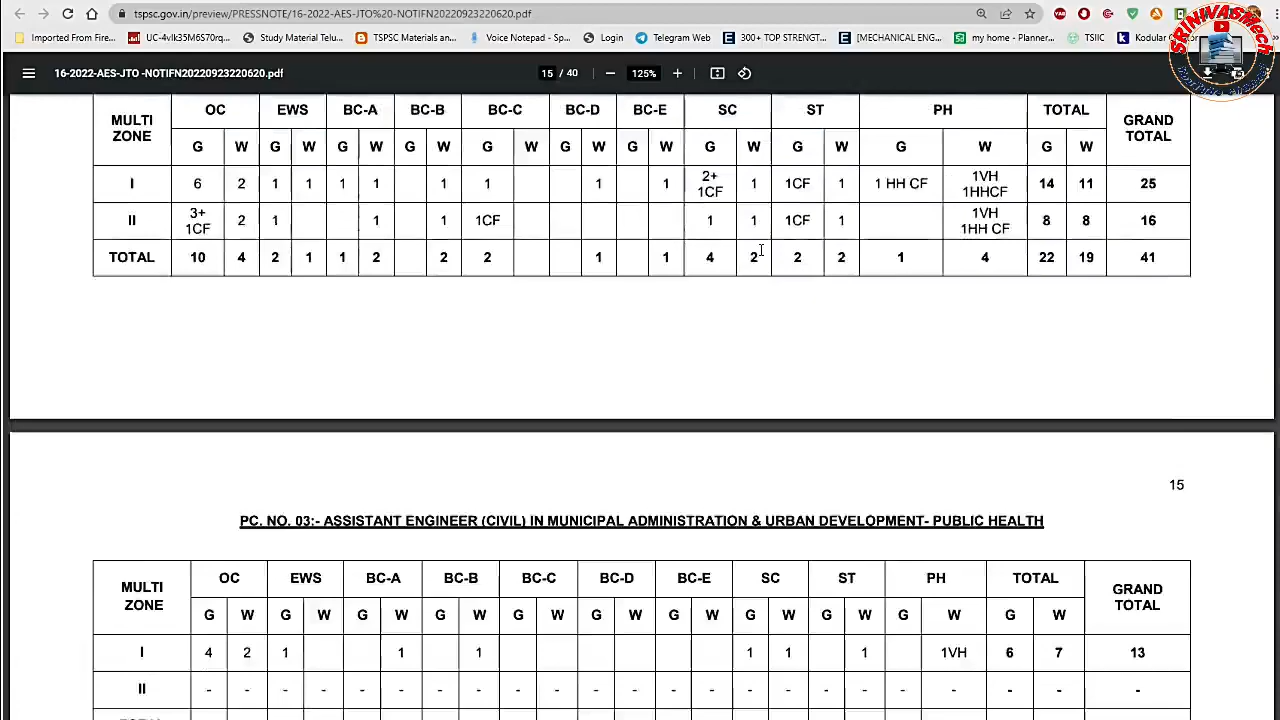 tspsc.gov.in/preview/PRESSNOTE/16-2022-AES-JTO%20-NOTIFN20220923220620.pdf
Imported From Fire... UC-4vlk35M6S70rq... Study Material Telu... TSPSC Materials an... Voice Notepad - Sp... Login Telegram Web 300+ TOP STRENGT... [MECHANICAL ENG... my home - Planner... TSIIC Kodular
SRINIVASMech
16-2022-AES-JTO -NOTIFN20220923220620.pdf 15 / 40 125%
MULTI ZONE OC EWS BC-A BC-B BC-C BC-D BC-E SC ST PH TOTAL GRAND TOTAL
G W G W G W G W G W G W G W G W G W G W G W
I 6 2 1 1 1 1 1 1 1 1 2+ 1CF 1 1CF 1 1 HH CF 1VH 1HHCF 14 11 25
II 3+ 1CF 2 1 1 1 1CF 1 1 1CF 1 1VH 1HH CF 8 8 16
TOTAL 10 4 2 1 1 2 2 2 1 1 4 2 2 2 1 4 22 19 41
15
PC. NO. 03:- ASSISTANT ENGINEER (CIVIL) IN MUNICIPAL ADMINISTRATION & URBAN DEVELOPMENT- PUBLIC HEALTH
MULTI ZONE OC EWS BC-A BC-B BC-C BC-D BC-E SC ST PH TOTAL GRAND TOTAL
G W G W G W G W G W G W G W G W G W G W G W
I 4 2 1 1 1 1 1 1 1VH 6 7 13
II - - - - - - - - - - - - - - - - - - - - - - -